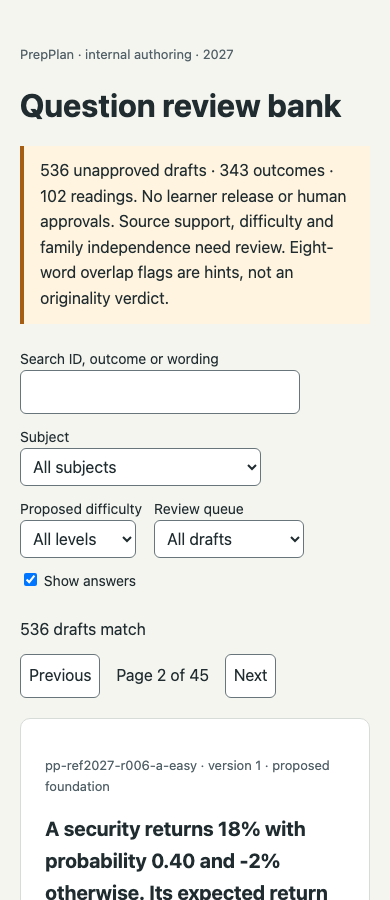 PrepPlan · internal authoring · 2027
Question review bank
536 unapproved drafts · 343 outcomes ·
102 readings. No learner release or human
approvals. Source support, difficulty and
family independence need review. Eight-
word overlap flags are hints, not an
originality verdict.
Search ID, outcome or wording
Subject
All subjects
Proposed difficulty Review queue
All levels All drafts
Show answers
536 drafts match
Previous Page 2 of 45 Next
pp-ref2027-r006-a-easy · version 1 · proposed
foundation
A security returns 18% with
probability 0.40 and -2%
otherwise. Its expected return